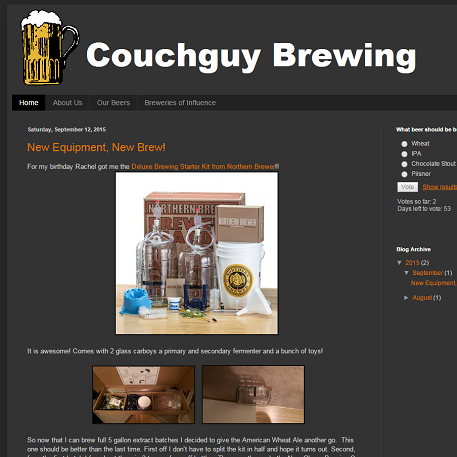 Couchguy Brewing
Home
About Us
Our Beers
Breweries of Influence
Saturday, September 12, 2015
New Equipment, New Brew!
For my birthday Rachel got me the Deluxe Brewing Starter Kit from Northern Brewer!!
NORTHERN BREWER
It is awesome! Comes with 2 glass carboys a primary and secondary fermenter and a bunch of toys!
So now that I can brew full 5 gallon extract batches I decided to give the American Wheat Ale another go. This
one should be better than the last time. First off I don't have to split the kit in half and hope it turns out. Second,
What beer should be b
Wheat
IPA
Chocolate Stout
Pilsner
Vote
Show results
Votes so far: 2
Days left to vote: 53
Blog Archive
▼ 2015 (2)
▼ September (1)
New Equipment,
► August (1)